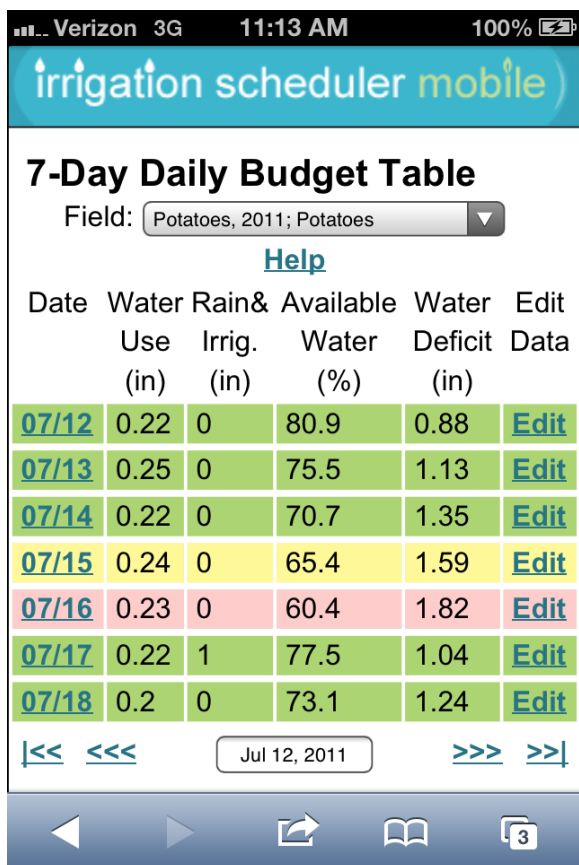 Verizon 3G 11:13 AM 100%
irrigation scheduler mobile
7-Day Daily Budget Table
Field: Potatoes, 2011; Potatoes
Help
Date Water Rain& Available Water Edit
Use Irrig. Water Deficit Data
(in) (in) (%) (in)
07/12 0.22 0 80.9 0.88 Edit
07/13 0.25 0 75.5 1.13 Edit
07/14 0.22 0 70.7 1.35 Edit
07/15 0.24 0 65.4 1.59 Edit
07/16 0.23 0 60.4 1.82 Edit
07/17 0.22 1 77.5 1.04 Edit
07/18 0.2 0 73.1 1.24 Edit
|<< <<< Jul 12, 2011 >>> >>|
3